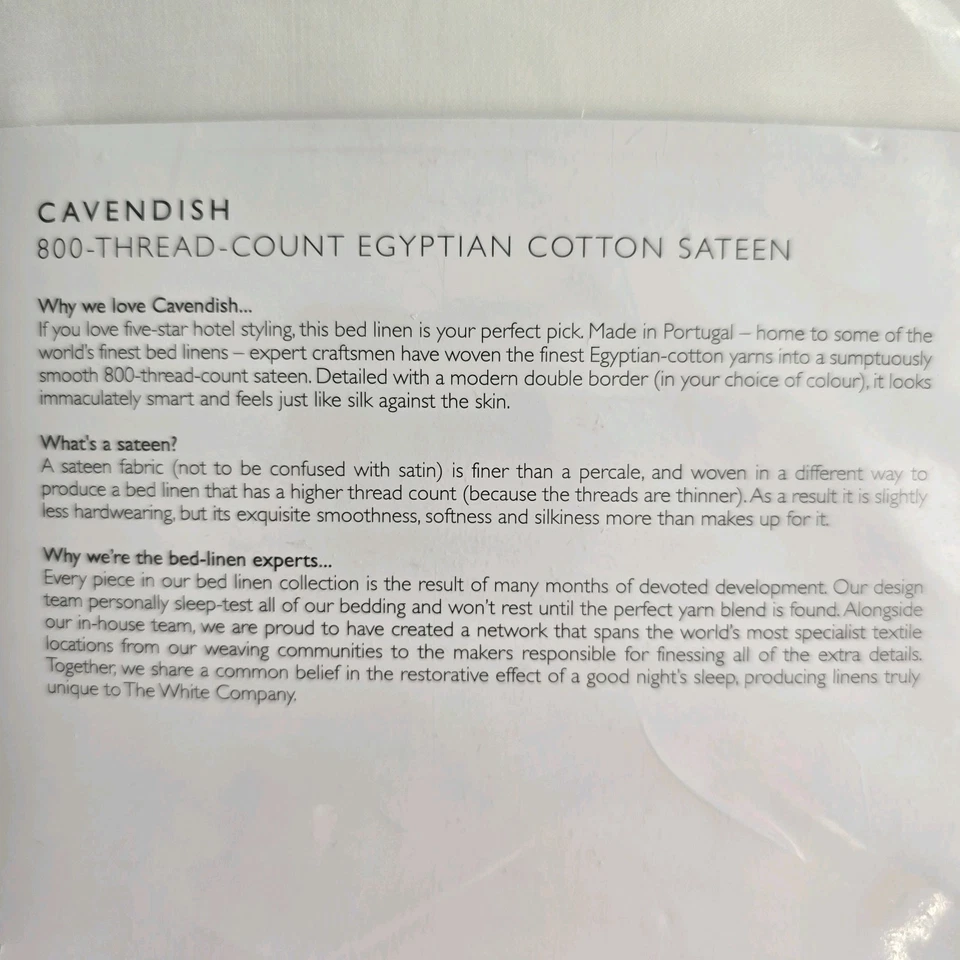 CAVENDISH
800-THREAD-COUNT EGYPTIAN COTTON SATEEN
Why we love Cavendish...
If you love five-star hotel styling, this bed linen is your perfect pick. Made in Portugal – home to some of the
world's finest bed linens – expert craftsmen have woven the finest Egyptian-cotton yarns into a sumptuously
smooth 800-thread-count sateen. Detailed with a modern double border (in your choice of colour), it looks
immaculately smart and feels just like silk against the skin.
What's a sateen?
A sateen fabric (not to be confused with satin) is finer than a percale, and woven in a different way to
produce a bed linen that has a higher thread count (because the threads are thinner). As a result it is slightly
less hardwearing, but its exquisite smoothness, softness and silkiness more than makes up for it.
Why we're the bed-linen experts...
Every piece in our bed linen collection is the result of many months of devoted development. Our design
team personally sleep-test all of our bedding and won't rest until the perfect yarn blend is found. Alongside
our in-house team, we are proud to have created a network that spans the world's most specialist textile
locations from our weaving communities to the makers responsible for finessing all of the extra details.
Together, we share a common belief in the restorative effect of a good night's sleep, producing linens truly
unique to The White Company.